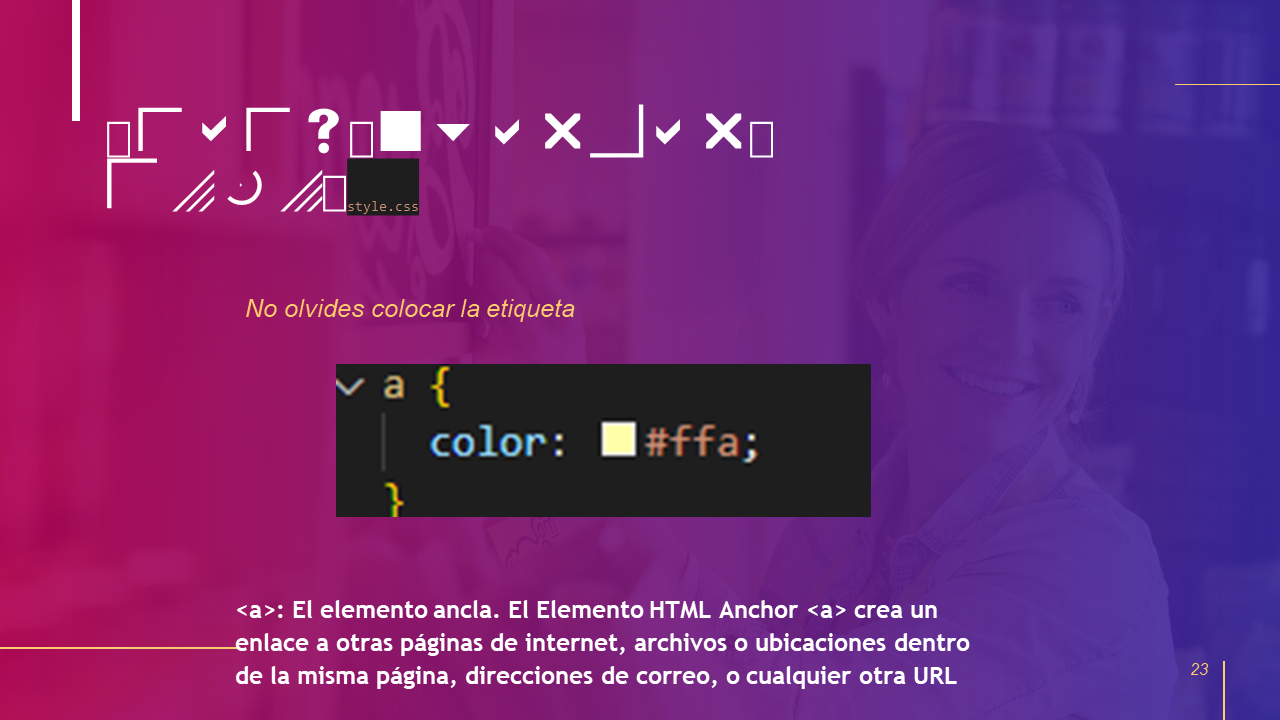 style.css
No olvides colocar la etiqueta
a {
color: #ffa;
}
<a>: El elemento ancla. El Elemento HTML Anchor <a> crea un
enlace a otras páginas de internet, archivos o ubicaciones dentro
de la misma página, direcciones de correo, o cualquier otra URL
23